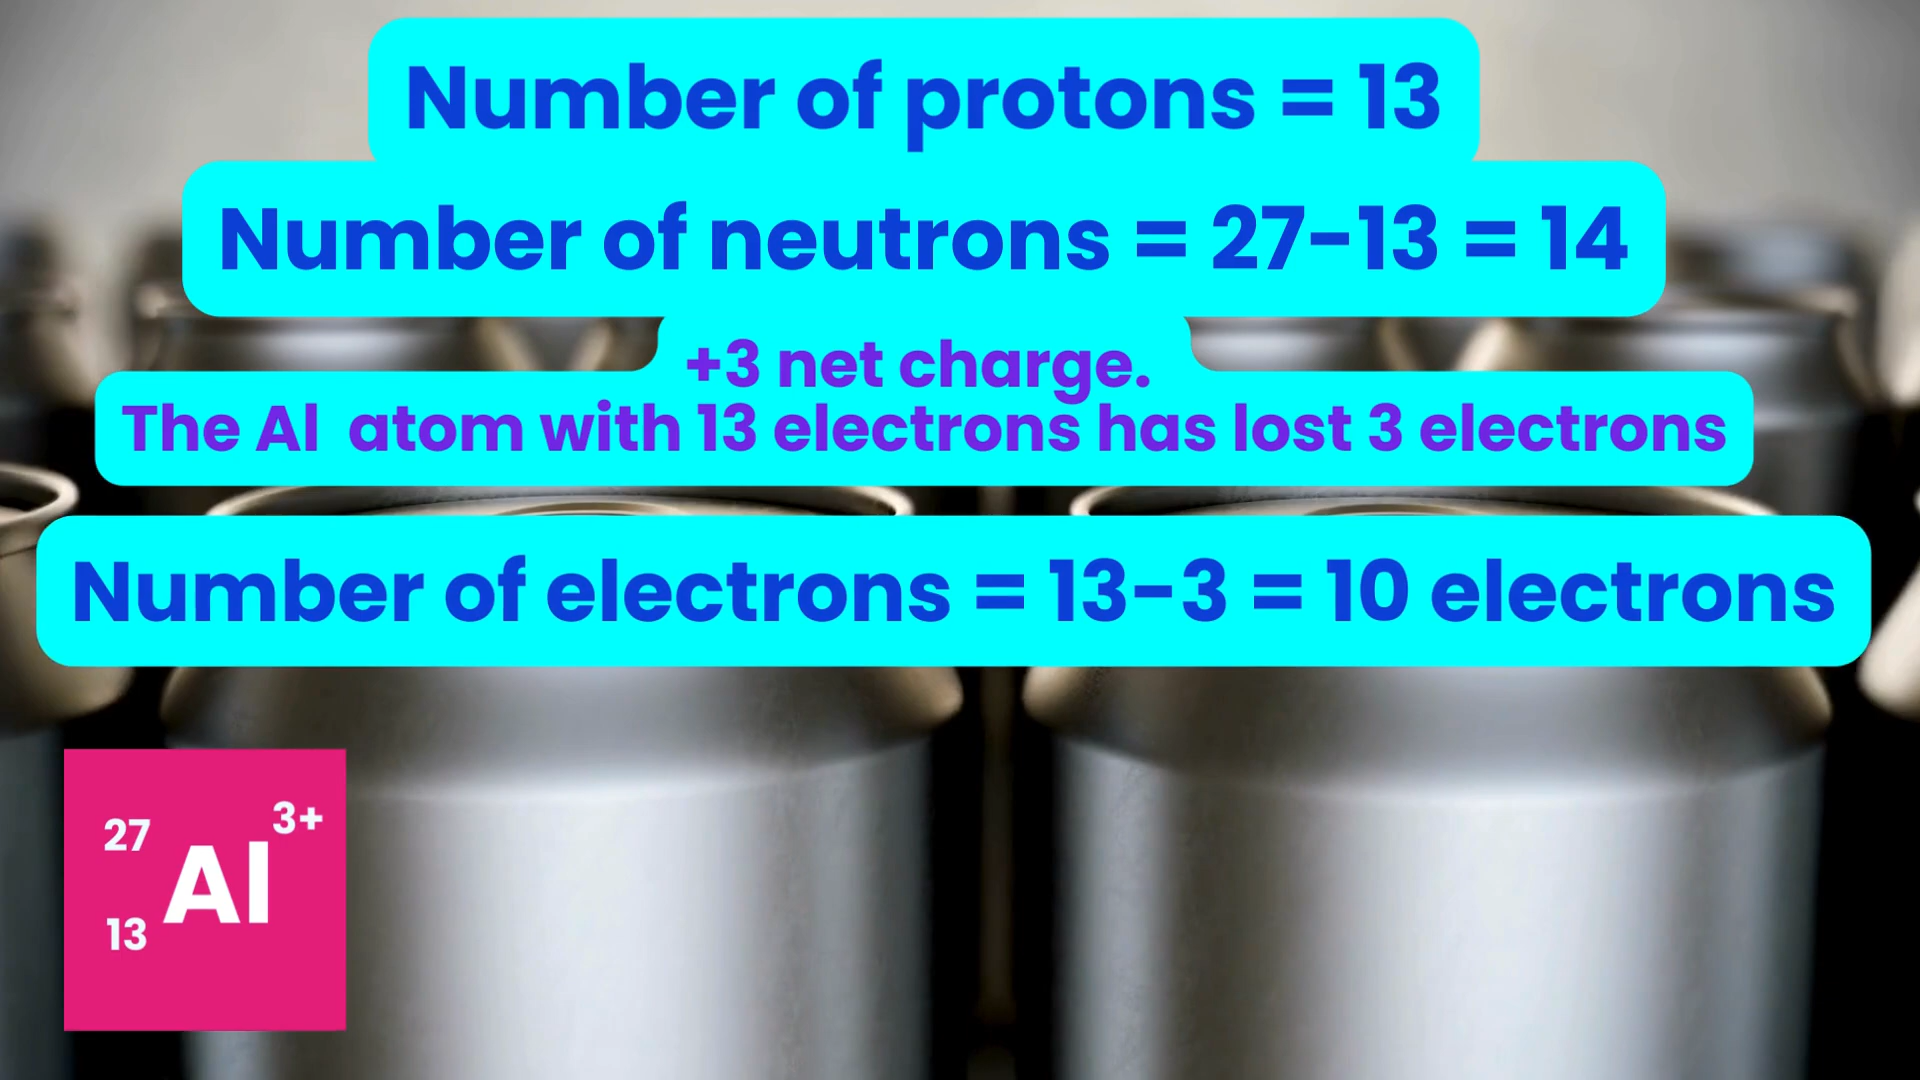 Number of protons = 13
Number of neutrons = 27-13 = 14
+3 net charge.
The Al atom with 13 electrons has lost 3 electrons
Number of electrons = 13-3 = 10 electrons
27
3+
Al
13